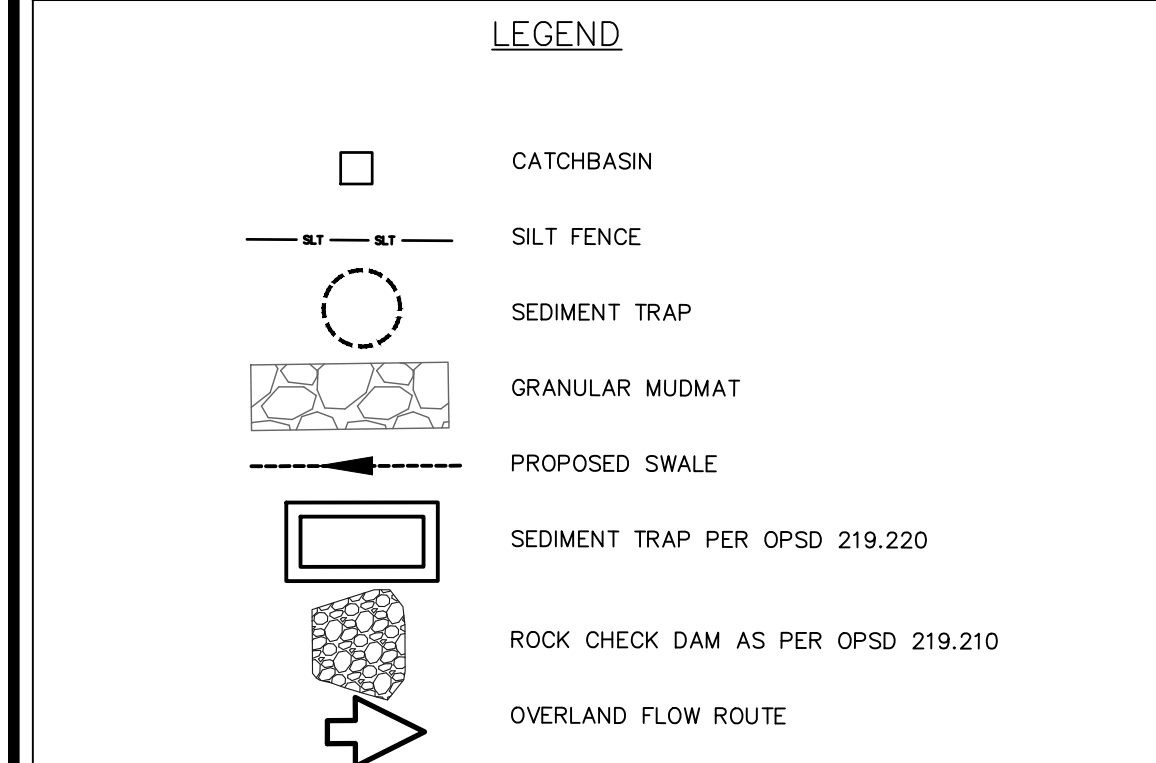 LEGEND
CATCHBASIN
SLT SLT
SILT FENCE
SEDIMENT TRAP
GRANULAR MUDMAT
PROPOSED SWALE
SEDIMENT TRAP PER OPSD 219.220
ROCK CHECK DAM AS PER OPSD 219.210
OVERLAND FLOW ROUTE